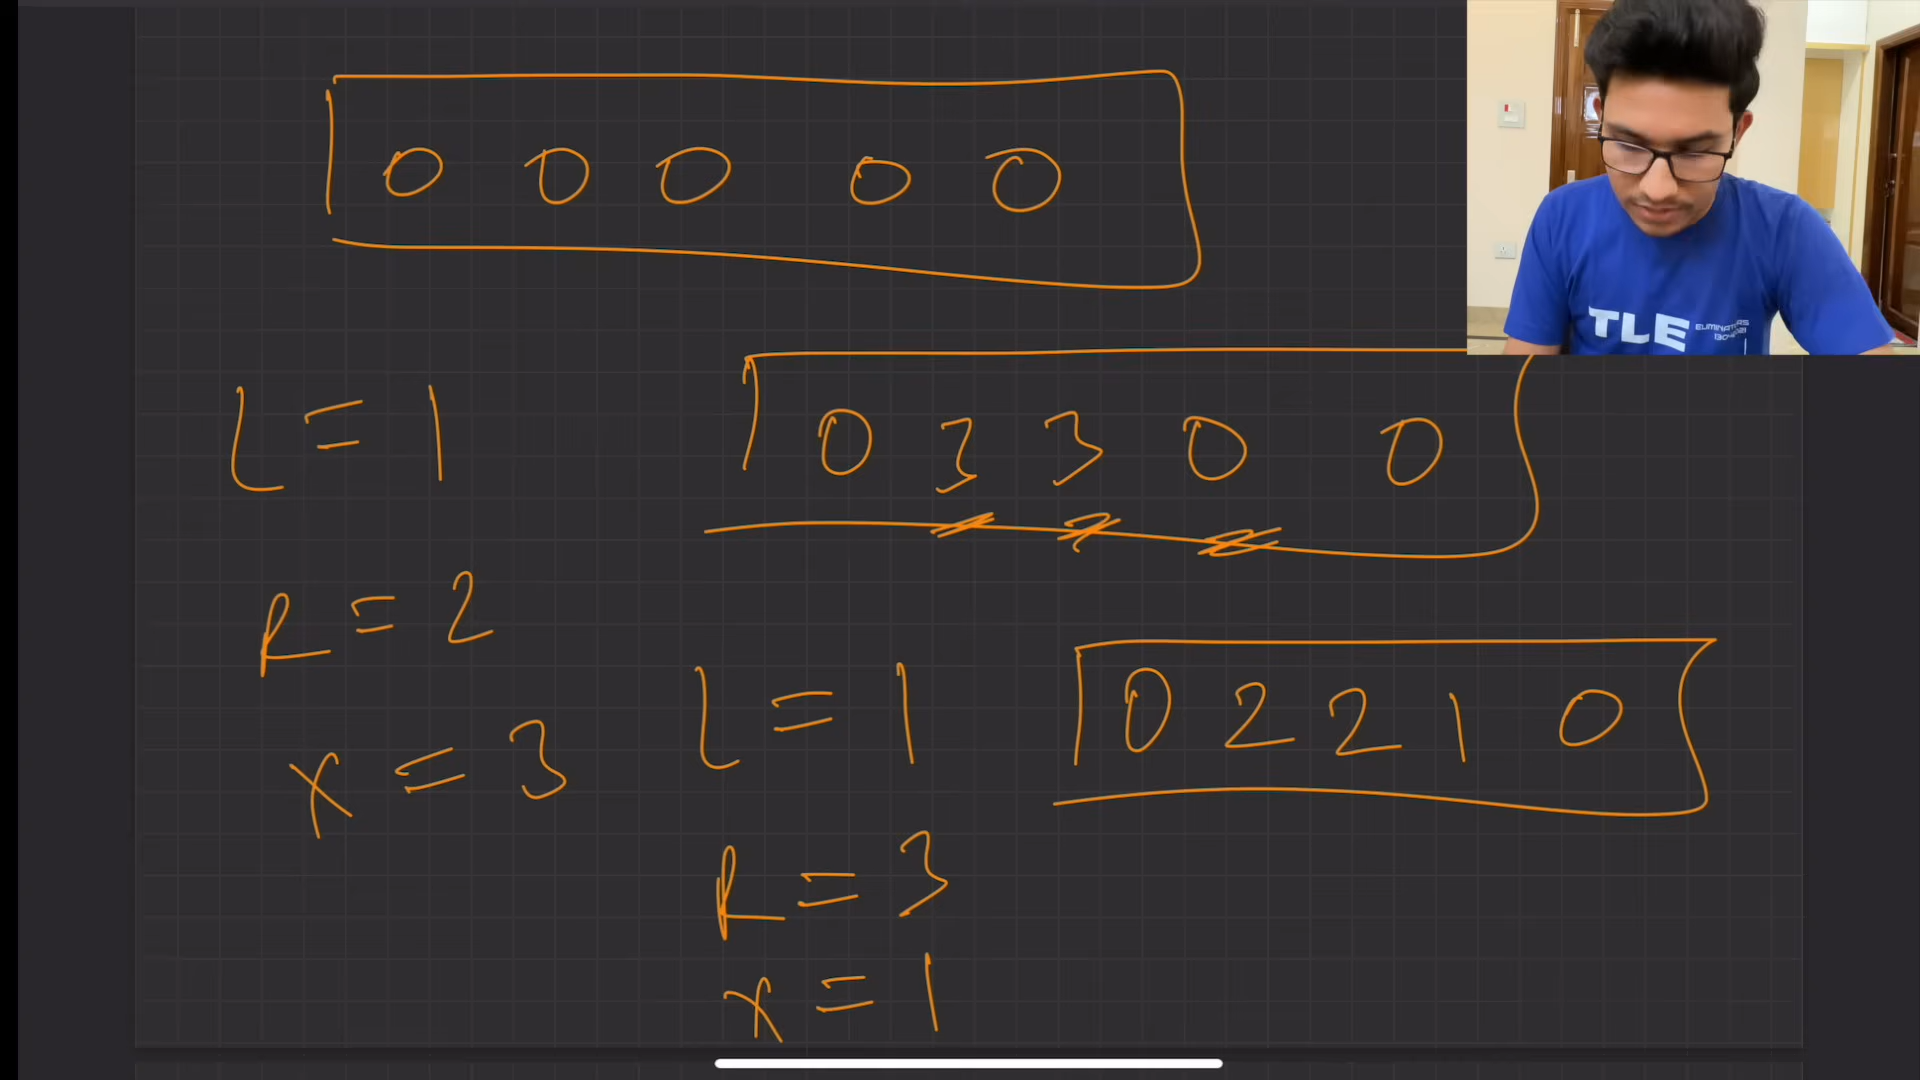 0 0 0 0 0
l = 1
0 3 3 0 0
R = 2
x = 3
l = 1
0 2 2 1 0
R = 3
x = 1
TLE